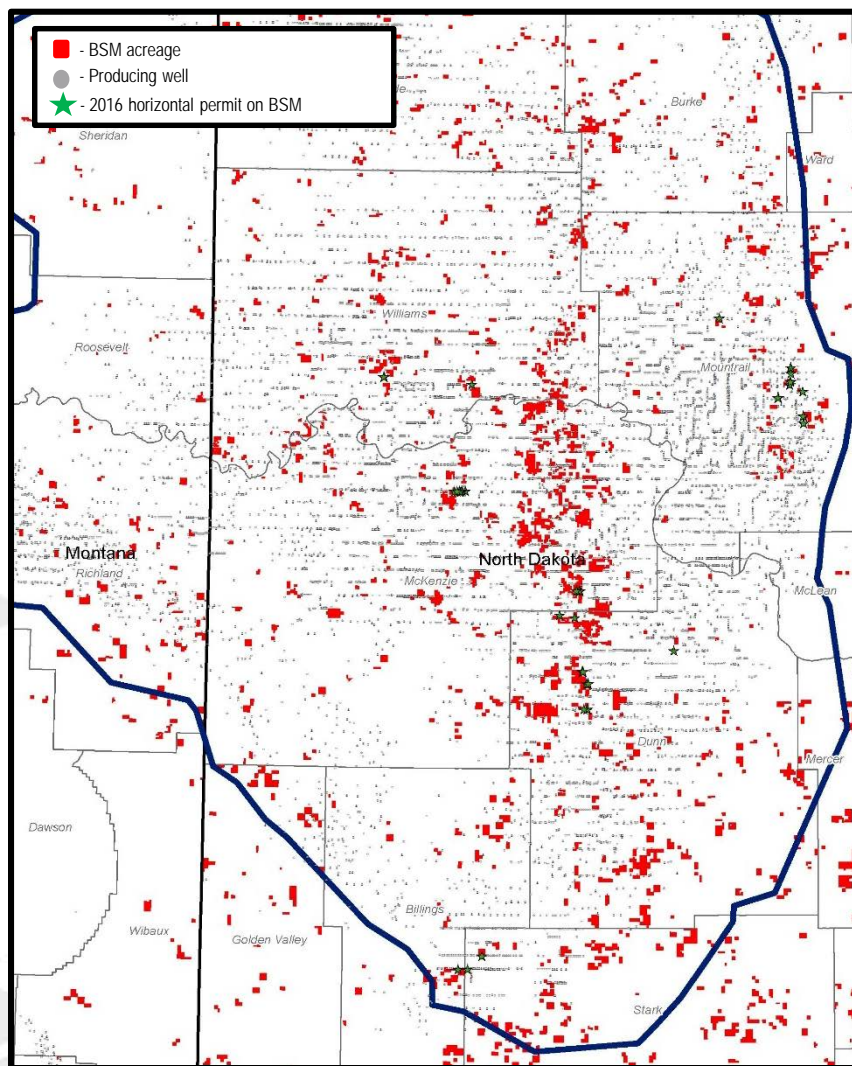 - BSM acreage
- Producing well
- 2016 horizontal permit on BSM
Burke
Sheridan
Ward
Williams
Roosevelt
Mountrail
Montana
North Dakota
Richland
McKenzie
McLean
Dunn
Mercer
Dawson
Billings
Wibaux
Golden Valley
Stark